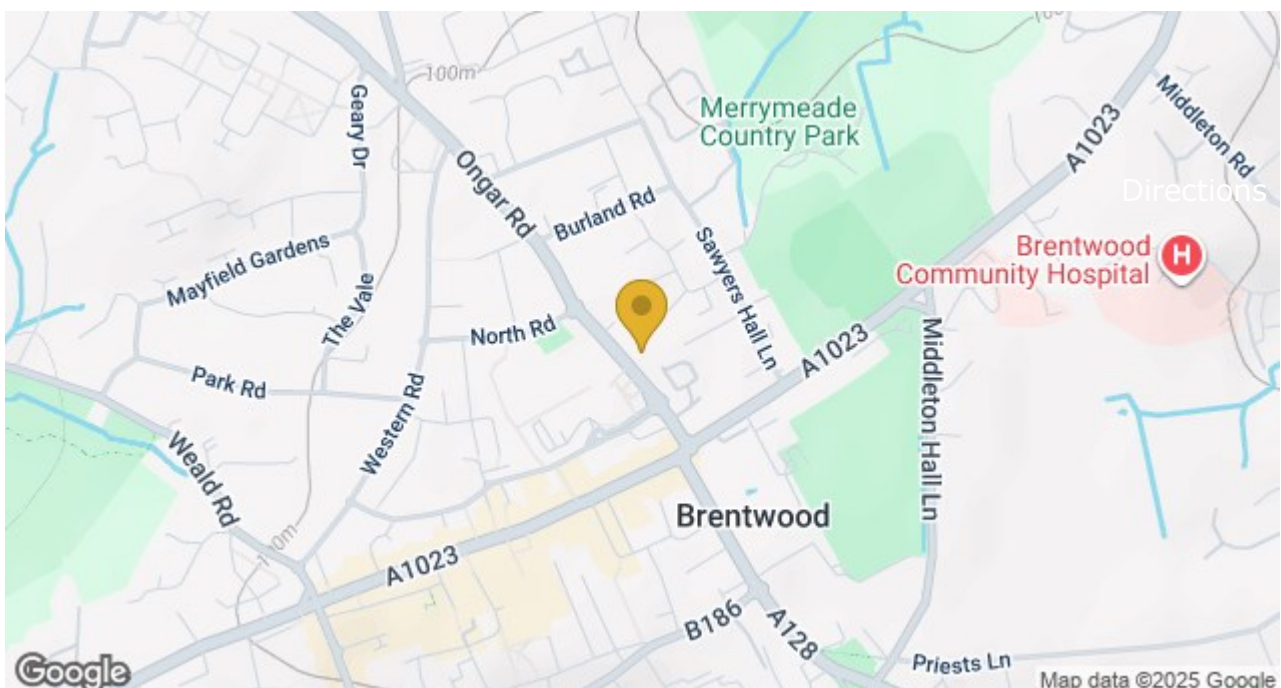 100m
100m
Geary Dr
Merrymeade
Country Park
A1023
Middleton Rd
Directions
Ongar Rd
Burland Rd
Sawyers Hall Ln
Brentwood
Community Hospital
H
Mayfield Gardens
The Vale
North Rd
A1023
Middleton Hall Ln
Park Rd
Western Rd
Weald Rd
Brentwood
100m
A1023
B186
A128
Priests Ln
Google
Map data ©2025 Google